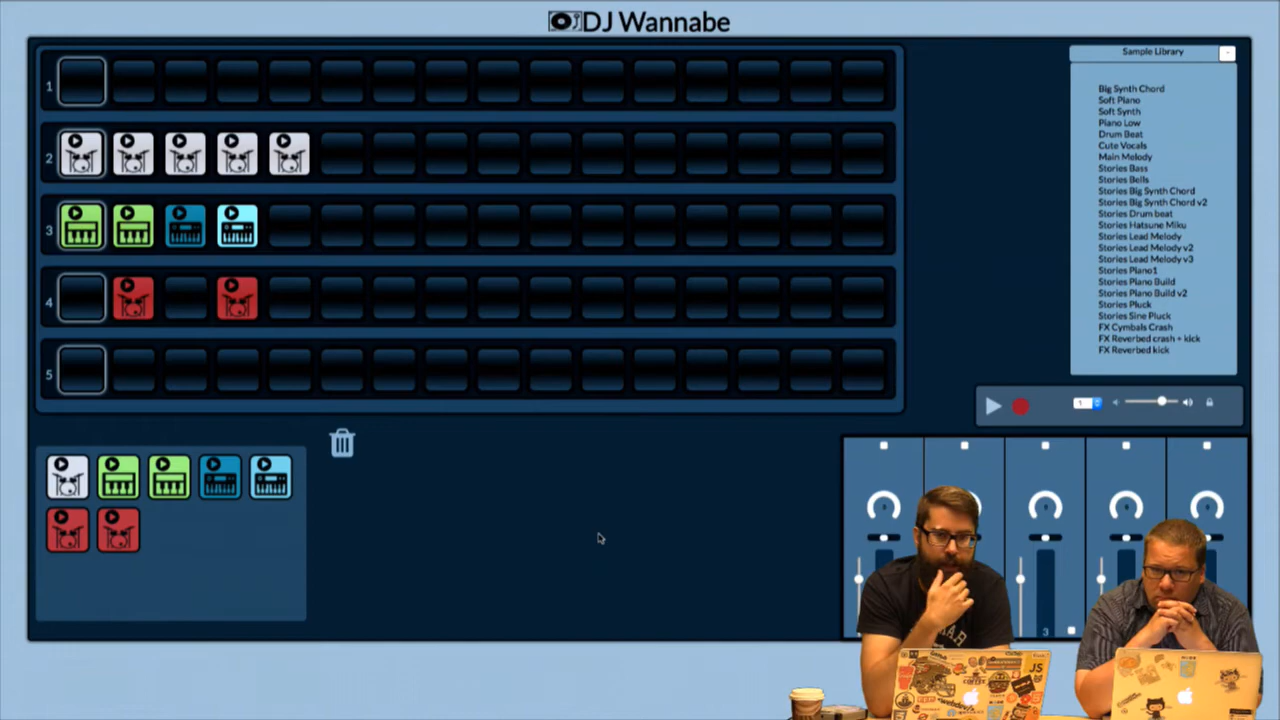 DJ Wannabe
Sample Library
-
1
2
3
4
5
Big Synth Chord
Soft Piano
Soft Synth
Piano Low
Drum Beat
Cute Vocals
Main Melody
Stories Bass
Stories Bells
Stories Big Synth Chord
Stories Big Synth Chord v2
Stories Drum beat
Stories Hatsune Miku
Stories Lead Melody
Stories Lead Melody v2
Stories Lead Melody v3
Stories Piano1
Stories Piano Build
Stories Piano Build v2
Stories Pluck
Stories Sine Pluck
FX Cymbals Crash
FX Reverbed crash + kick
FX Reverbed kick
1
3
JS